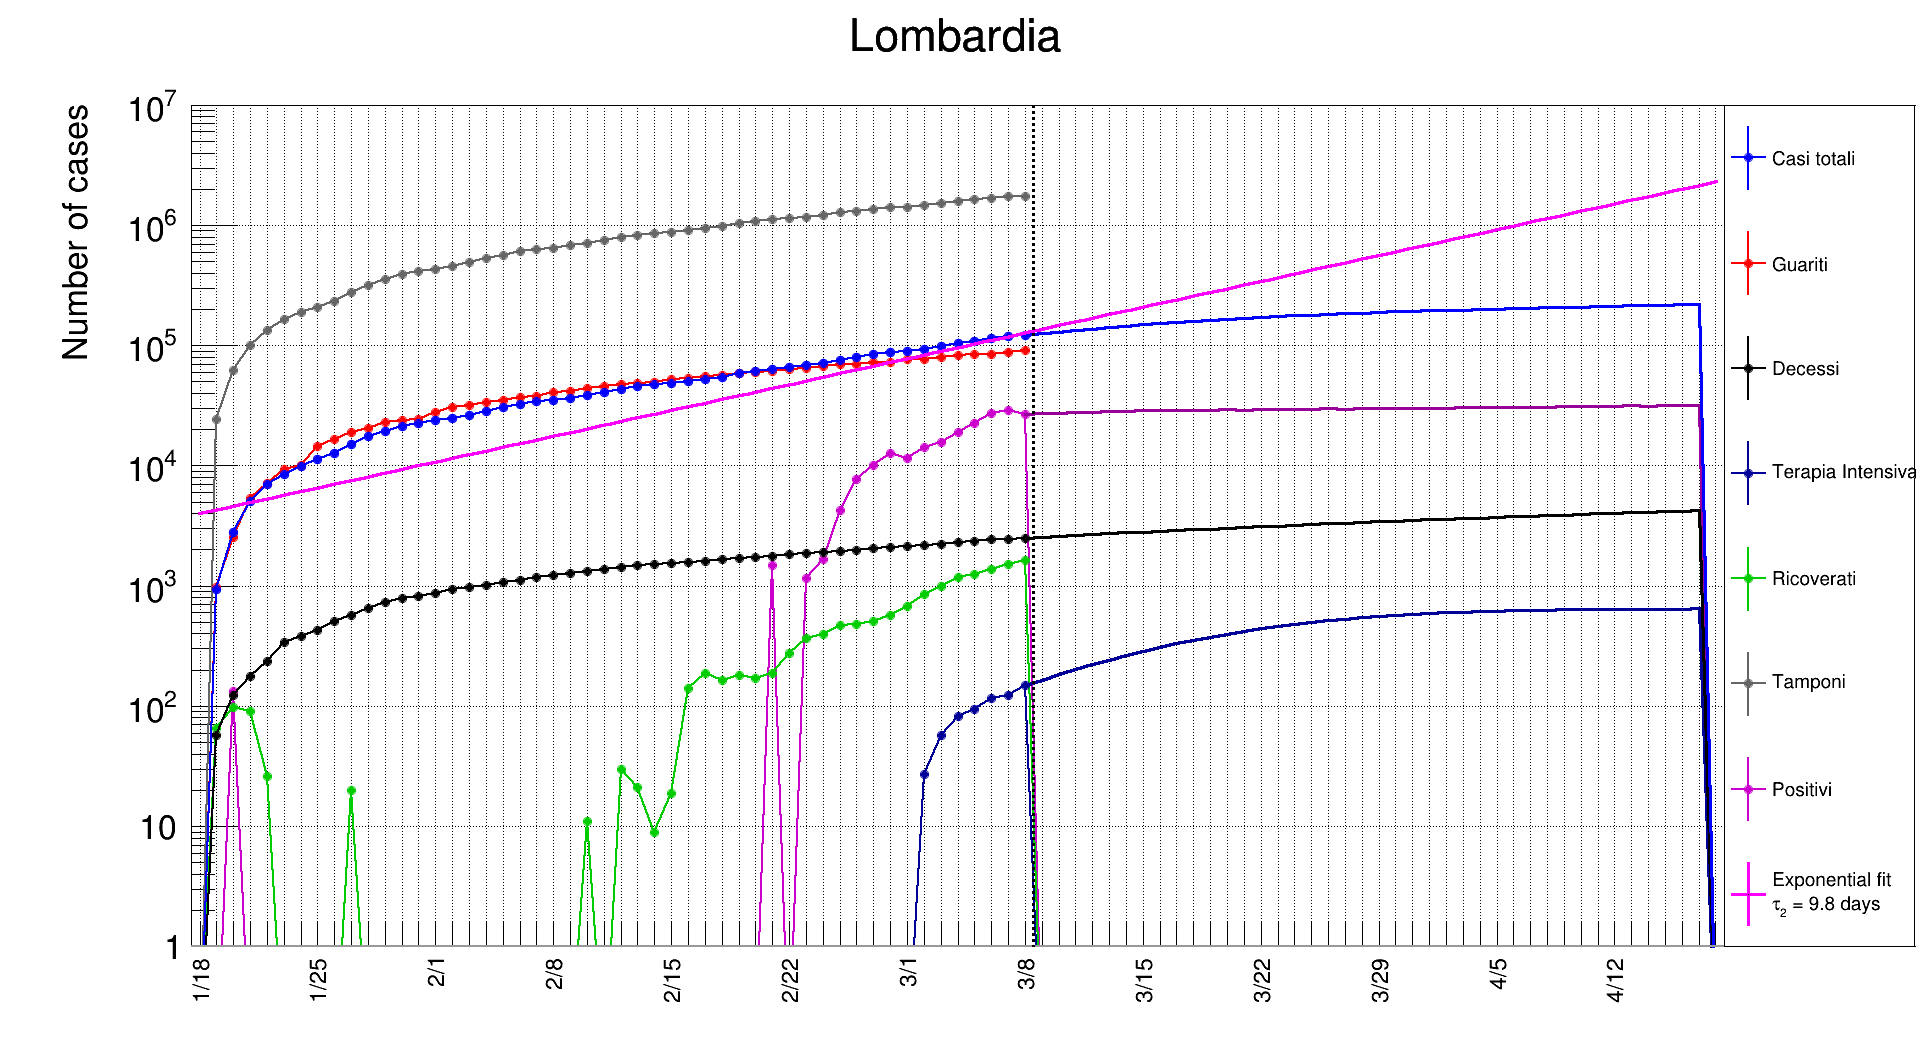 Lombardia
Number of cases
10^7
10^6
10^5
10^4
10^3
10^2
10
1
1/18 1/25 2/1 2/8 2/15 2/22 3/1 3/8 3/15 3/22 3/29 4/5 4/12
Casi totali
Guariti
Decessi
Terapia Intensiva
Ricoverati
Tamponi
Positivi
Exponential fit
τ_2 = 9.8 days